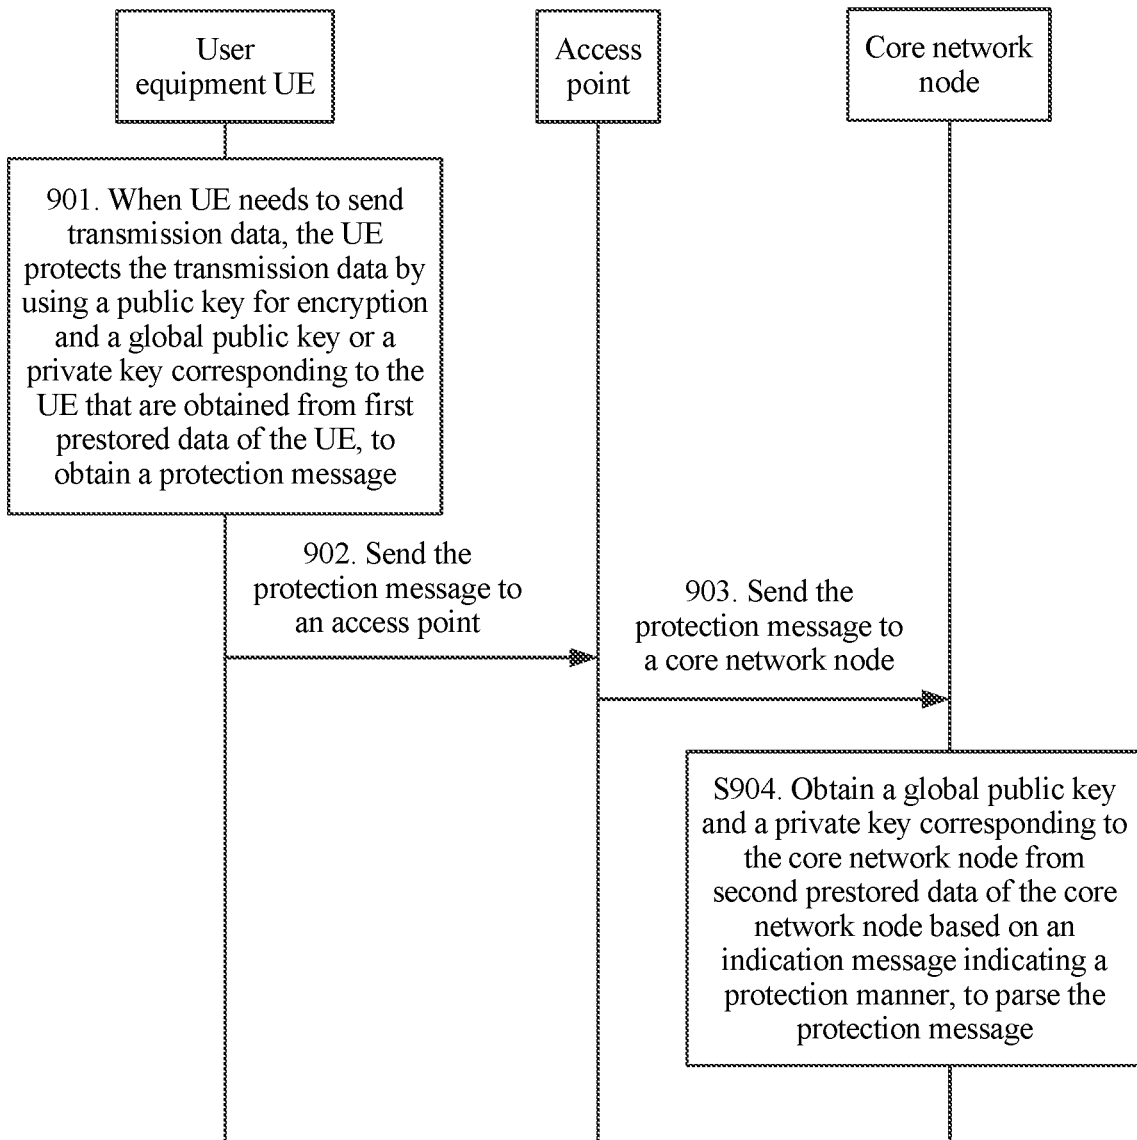 User
equipment UE
Access
point
Core network
node
901. When UE needs to send
transmission data, the UE
protects the transmission data by
using a public key for encryption
and a global public key or a
private key corresponding to the
UE that are obtained from first
prestored data of the UE, to
obtain a protection message
902. Send the
protection message to
an access point
903. Send the
protection message to
a core network node
S904. Obtain a global public key
and a private key corresponding to
the core network node from
second prestored data of the core
network node based on an
indication message indicating a
protection manner, to parse the
protection message